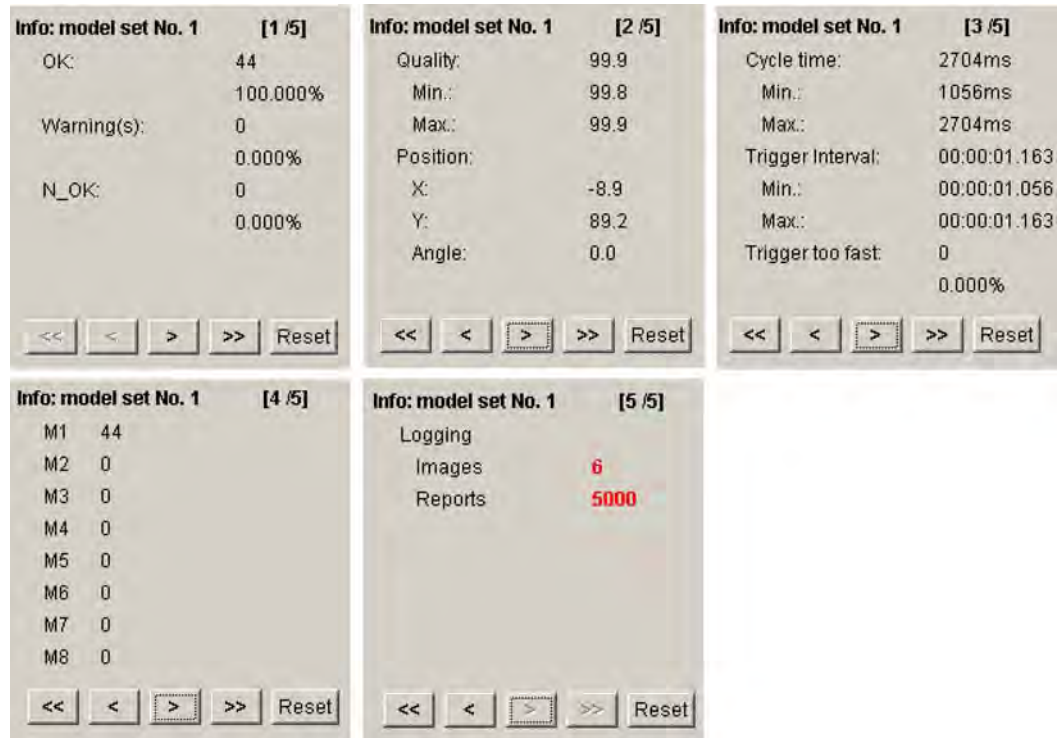 Info: model set No. 1 [1 /5]
OK: 44
100.000%
Warning(s): 0
0.000%
N_OK: 0
0.000%
<< < > >> Reset
Info: model set No. 1 [2 /5]
Quality: 99.9
Min.: 99.8
Max.: 99.9
Position:
X: -8.9
Y: 89.2
Angle: 0.0
<< < > >> Reset
Info: model set No. 1 [3 /5]
Cycle time: 2704ms
Min.: 1056ms
Max.: 2704ms
Trigger Interval: 00:00:01.163
Min.: 00:00:01.056
Max.: 00:00:01.163
Trigger too fast: 0
0.000%
<< < > >> Reset
Info: model set No. 1 [4 /5]
M1 44
M2 0
M3 0
M4 0
M5 0
M6 0
M7 0
M8 0
<< < > >> Reset
Info: model set No. 1 [5 /5]
Logging
Images 6
Reports 5000
<< < > >> Reset